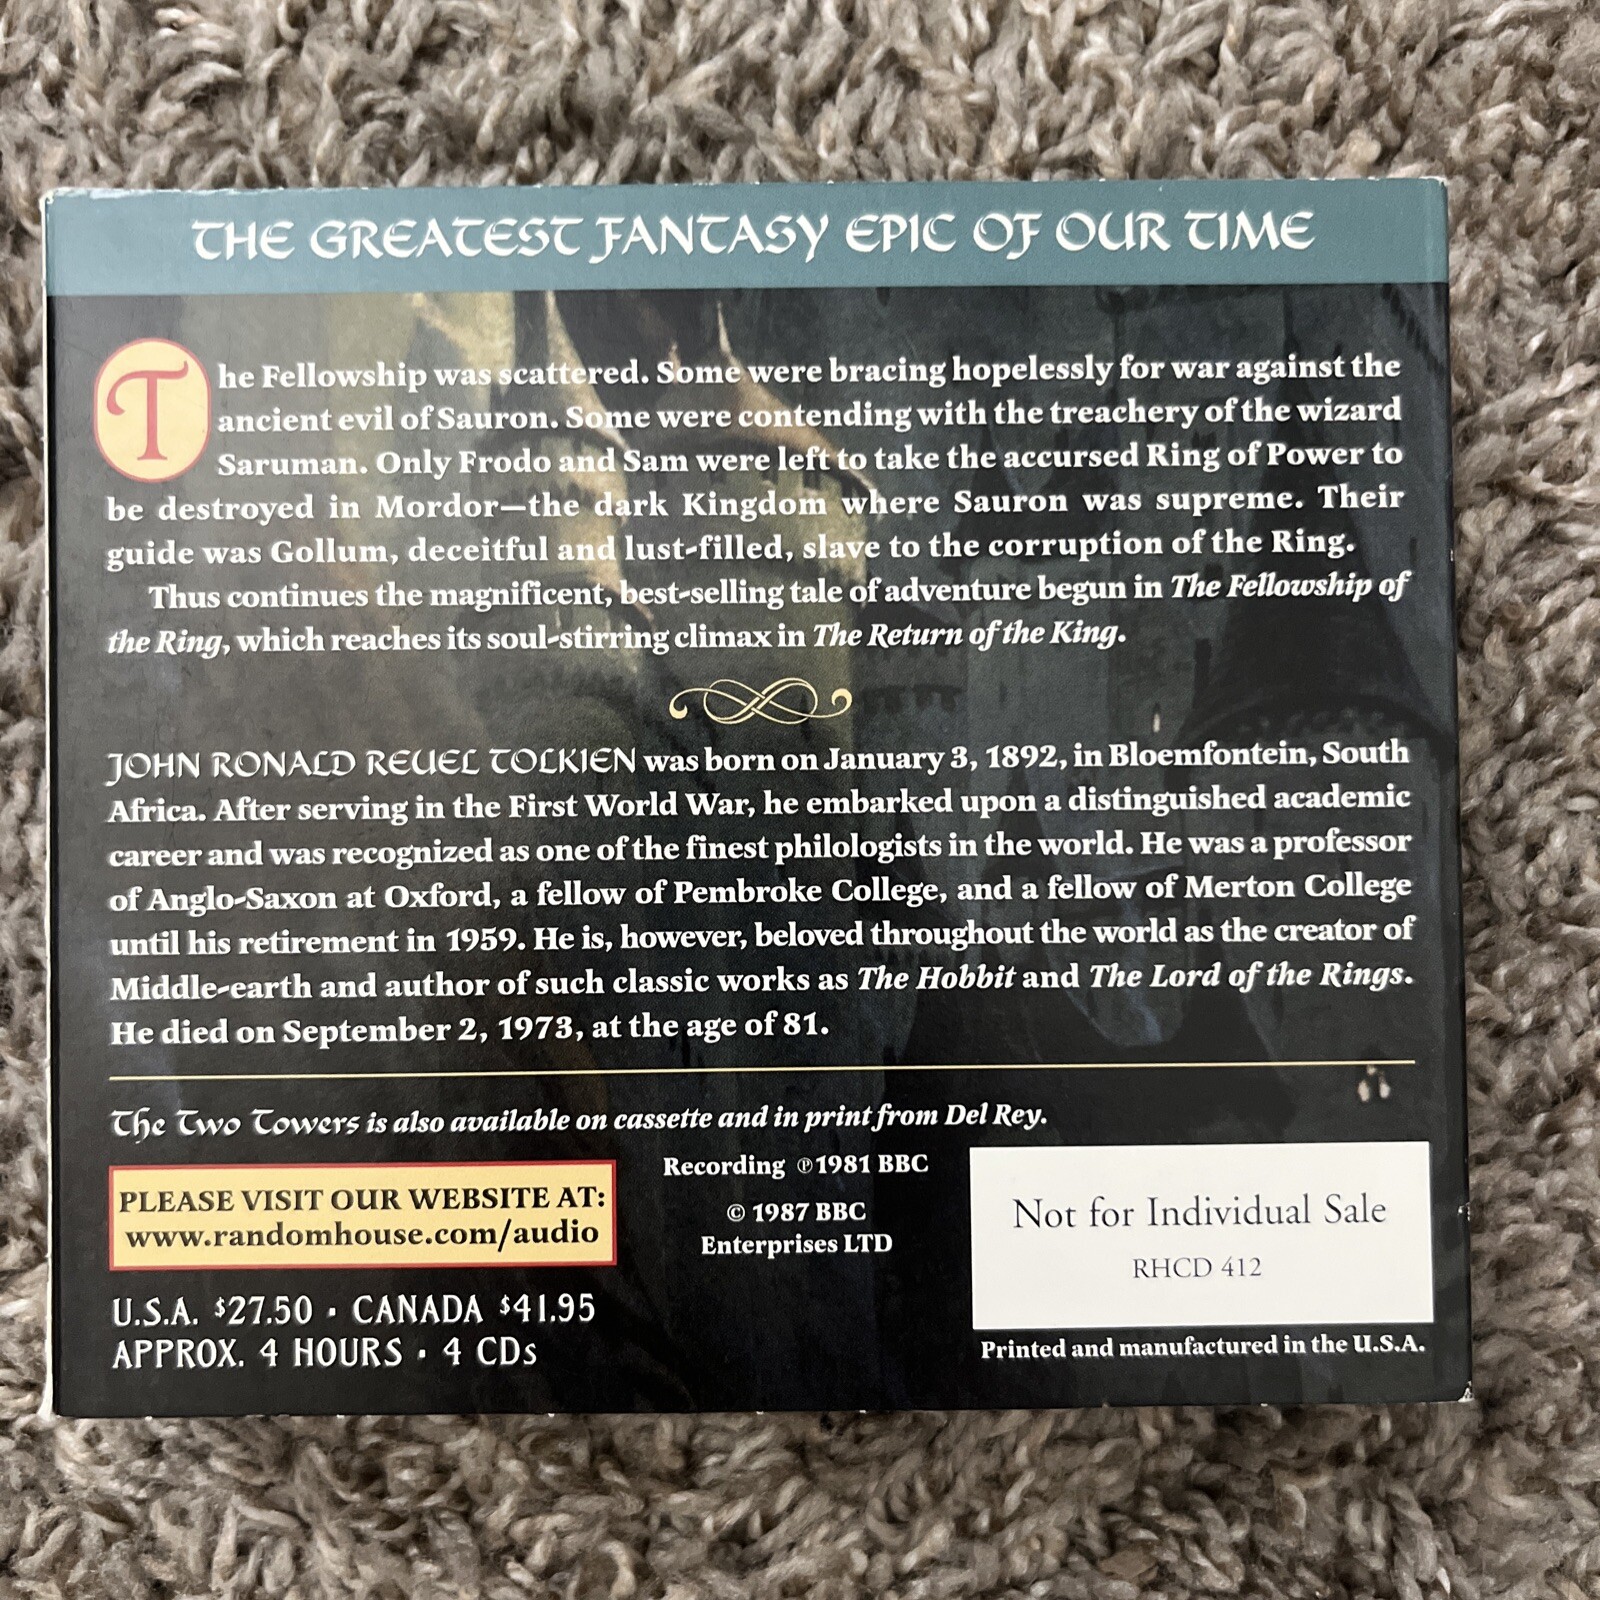 THE GREATEST FANTASY EPIC OF OUR TIME
The Fellowship was scattered. Some were bracing hopelessly for war against the
ancient evil of Sauron. Some were contending with the treachery of the wizard
Saruman. Only Frodo and Sam were left to take the accursed Ring of Power to
be destroyed in Mordor—the dark Kingdom where Sauron was supreme. Their
guide was Gollum, deceitful and lust-filled, slave to the corruption of the Ring.
Thus continues the magnificent, best-selling tale of adventure begun in The Fellowship of
the Ring, which reaches its soul-stirring climax in The Return of the King.
JOHN RONALD REUEL TOLKIEN was born on January 3, 1892, in Bloemfontein, South
Africa. After serving in the First World War, he embarked upon a distinguished academic
career and was recognized as one of the finest philologists in the world. He was a professor
of Anglo-Saxon at Oxford, a fellow of Pembroke College, and a fellow of Merton College
until his retirement in 1959. He is, however, beloved throughout the world as the creator of
Middle-earth and author of such classic works as The Hobbit and The Lord of the Rings.
He died on September 2, 1973, at the age of 81.
The Two Towers is also available on cassette and in print from Del Rey.
PLEASE VISIT OUR WEBSITE AT:
www.randomhouse.com/audio
U.S.A. $27.50 · CANADA $41.95
APPROX. 4 HOURS · 4 CDs
Recording ℗1981 BBC
© 1987 BBC
Enterprises LTD
Not for Individual Sale
RHCD 412
Printed and manufactured in the U.S.A.